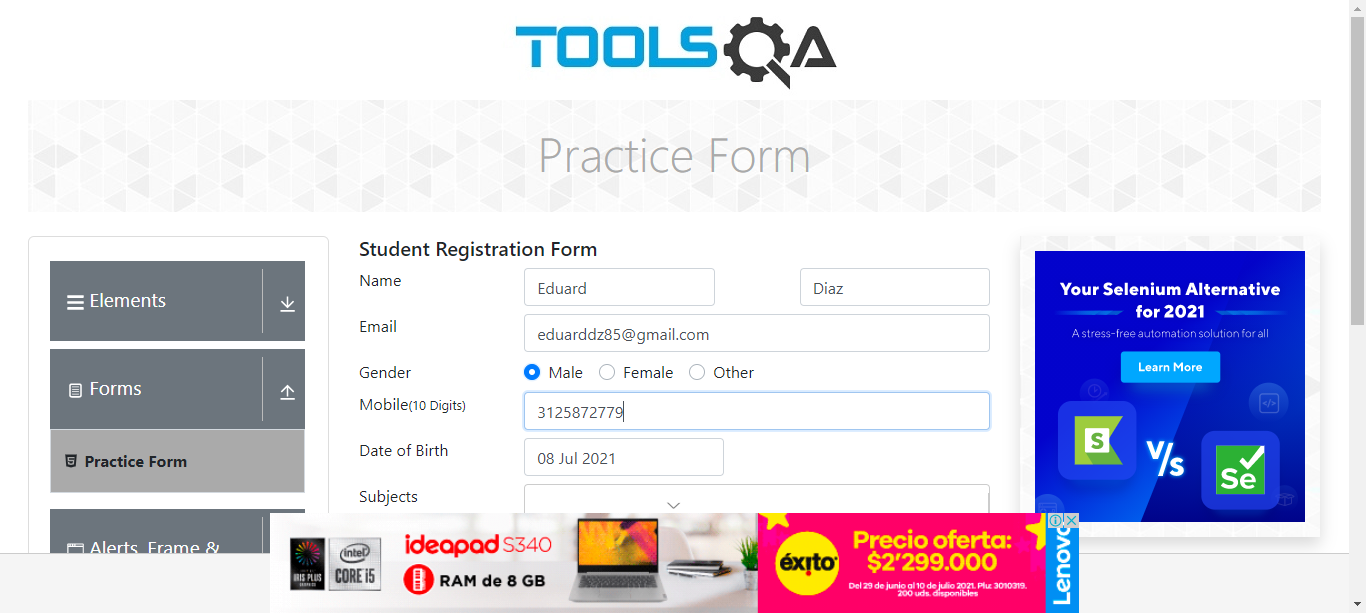 TOOLSQA
Practice Form
Elements
Forms
Practice Form
Alerts, Frame &
Student Registration Form
Name
Eduard
Diaz
Email
eduarddz85@gmail.com
Gender
Male
Female
Other
Mobile(10 Digits)
3125872779
Date of Birth
08 Jul 2021
Subjects
Your Selenium Alternative
for 2021
A stress-free automation solution for all
Learn More
S
V/s
Se
IRIS PLUS
GRAPHICS
intel
CORE i5
ideapad S340
RAM de 8 GB
éxito
Precio oferta:
$2'299.000
Del 29 de junio al 10 de julio 2021. Plu: 3010319.
200 uds. disponibles
Lenovo